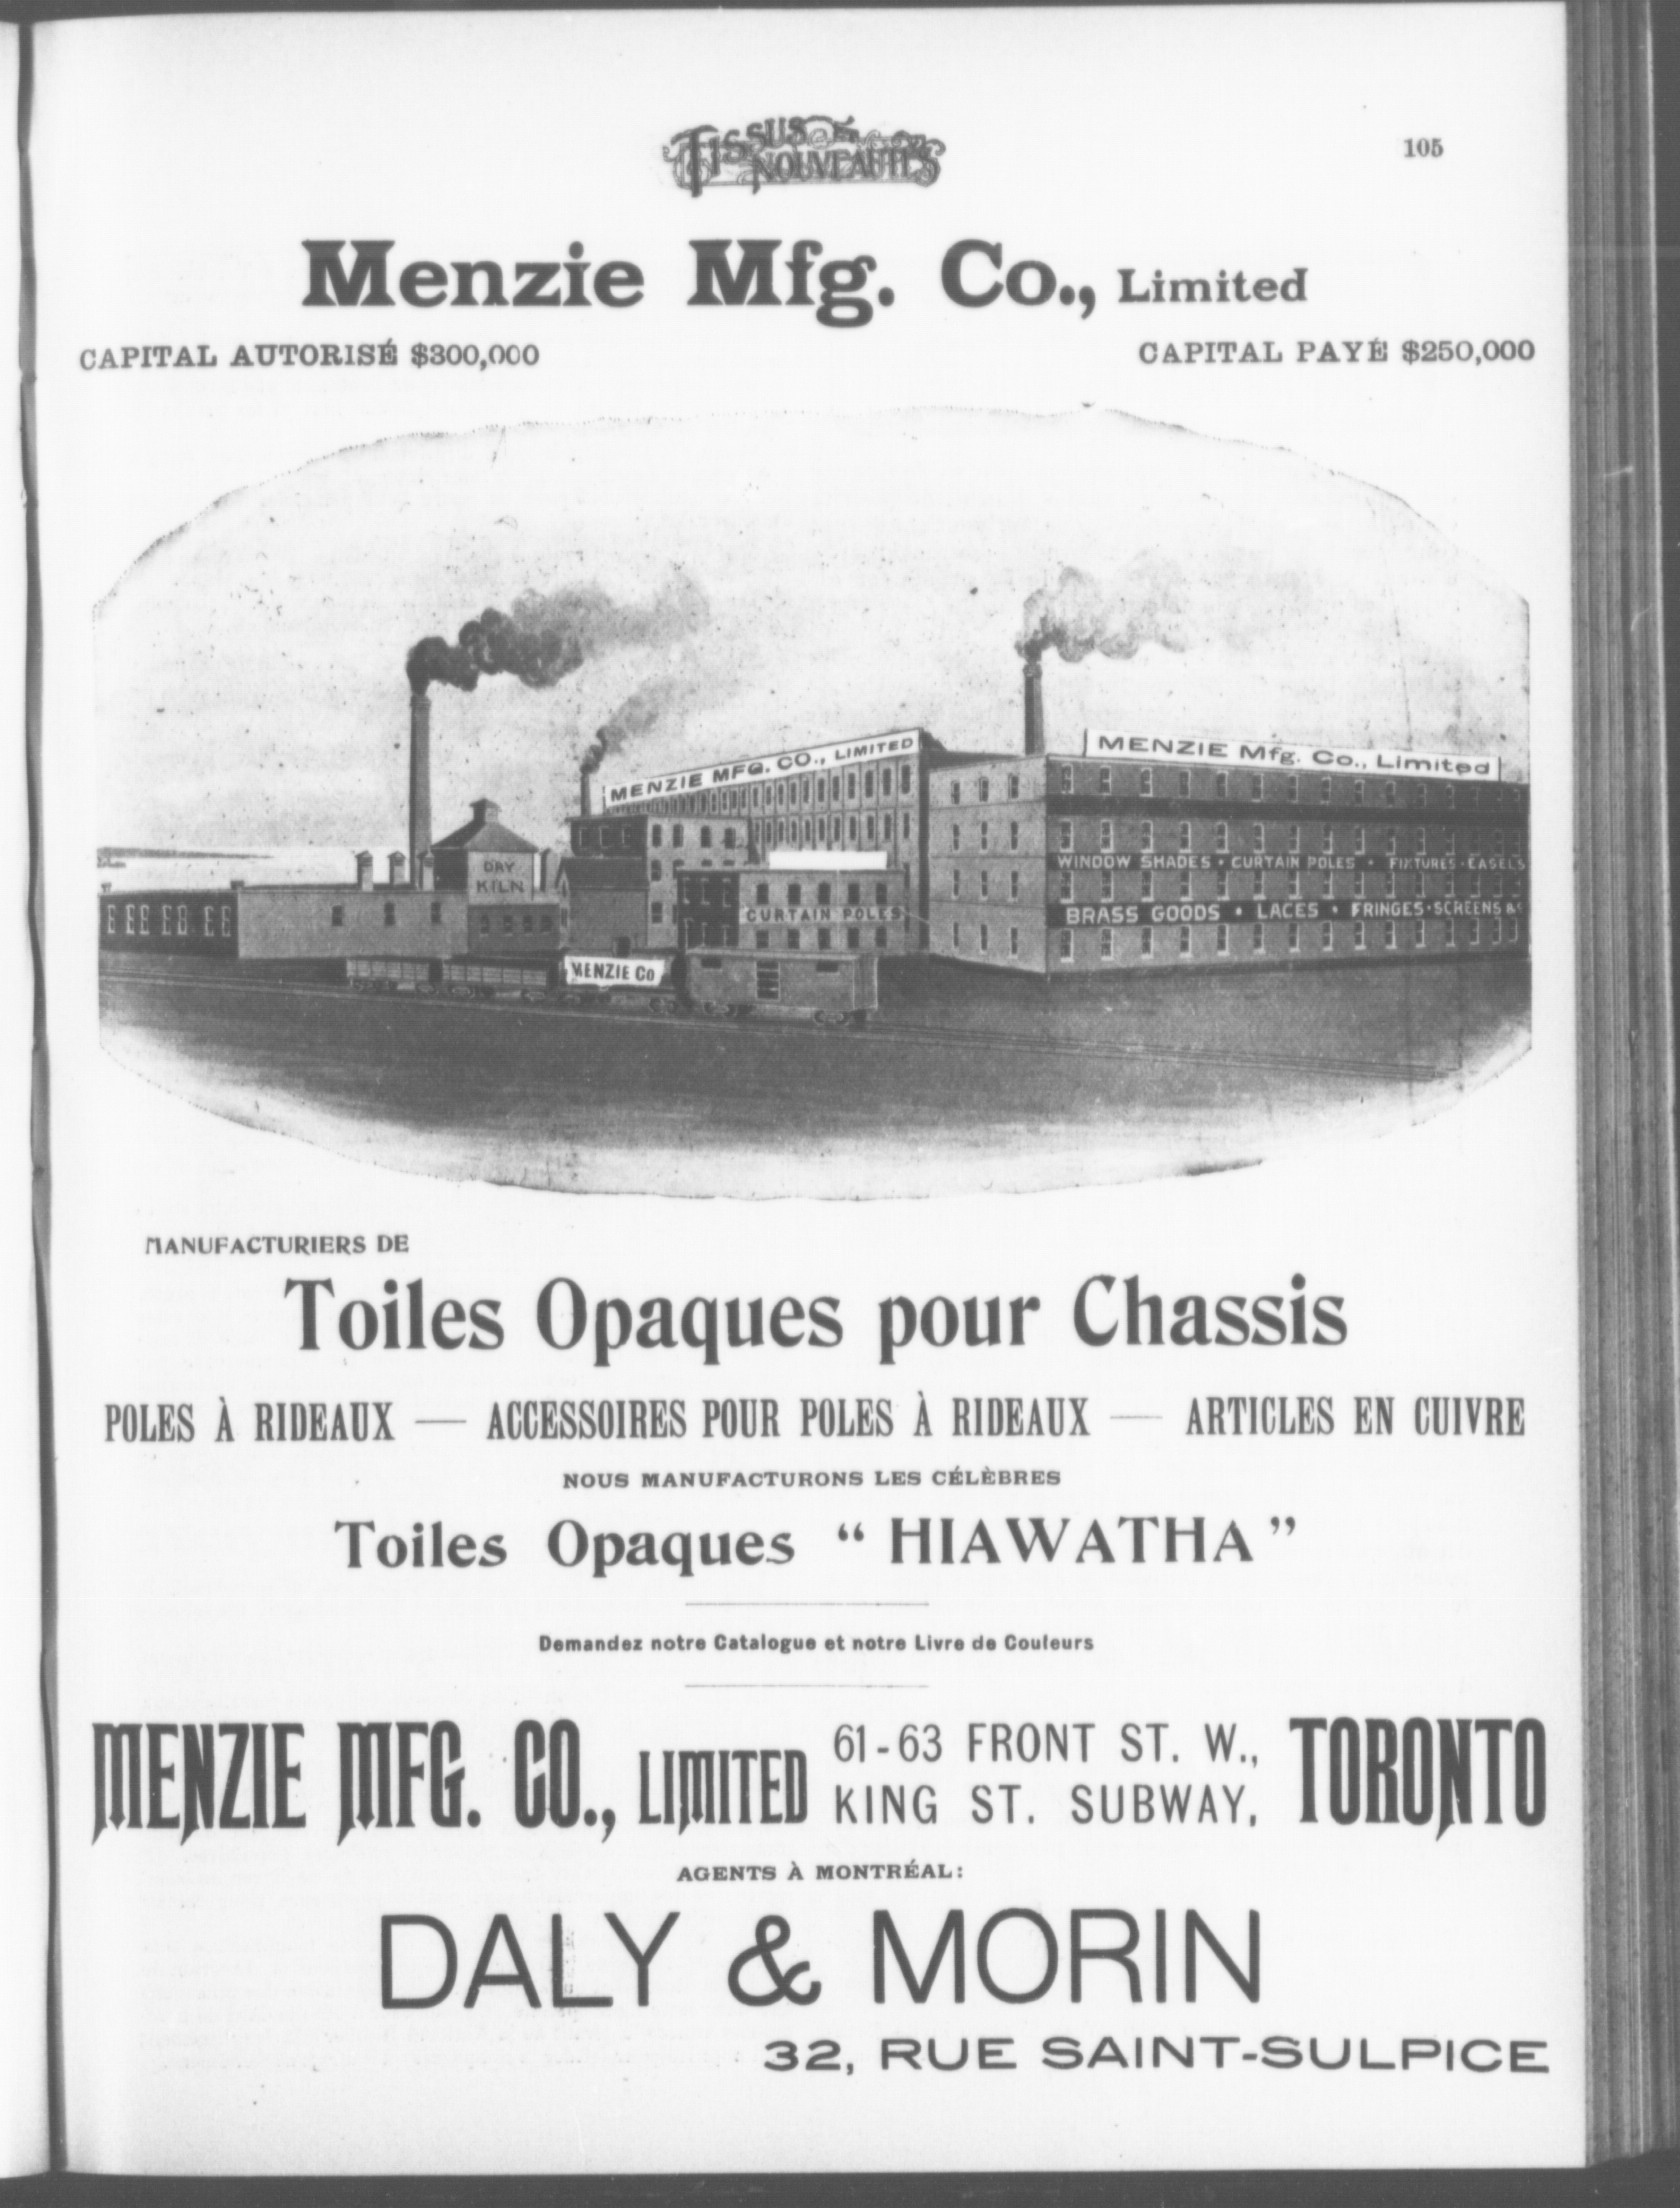 TISSUS & NOUVEAUTÉS
105
Menzie Mfg. Co., Limited
CAPITAL AUTORISÉ $300,000
CAPITAL PAYÉ $250,000
MENZIE MFG. CO., LIMITED
MENZIE Mfg. Co., Limited
DRY
KILN
WINDOW SHADES • CURTAIN POLES • FIXTURES • EASELS
CURTAIN POLES
BRASS GOODS • LACES • FRINGES • SCREENS &c
MENZIE Co
MANUFACTURIERS DE
Toiles Opaques pour Chassis
POLES À RIDEAUX — ACCESSOIRES POUR POLES À RIDEAUX — ARTICLES EN CUIVRE
NOUS MANUFACTURONS LES CÉLÈBRES
Toiles Opaques “ HIAWATHA ”
Demandez notre Catalogue et notre Livre de Couleurs
MENZIE MFG. CO., LIMITED 61-63 FRONT ST. W., KING ST. SUBWAY, TORONTO
AGENTS À MONTRÉAL:
DALY & MORIN
32, RUE SAINT-SULPICE